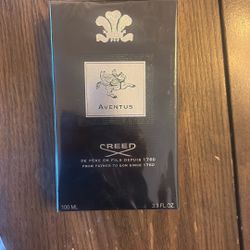 AVENTUS
CREED
DE PÈRE EN FILS DEPUIS 1760
FROM FATHER TO SON SINCE 1760
100 ML
3.3 FL.OZ.